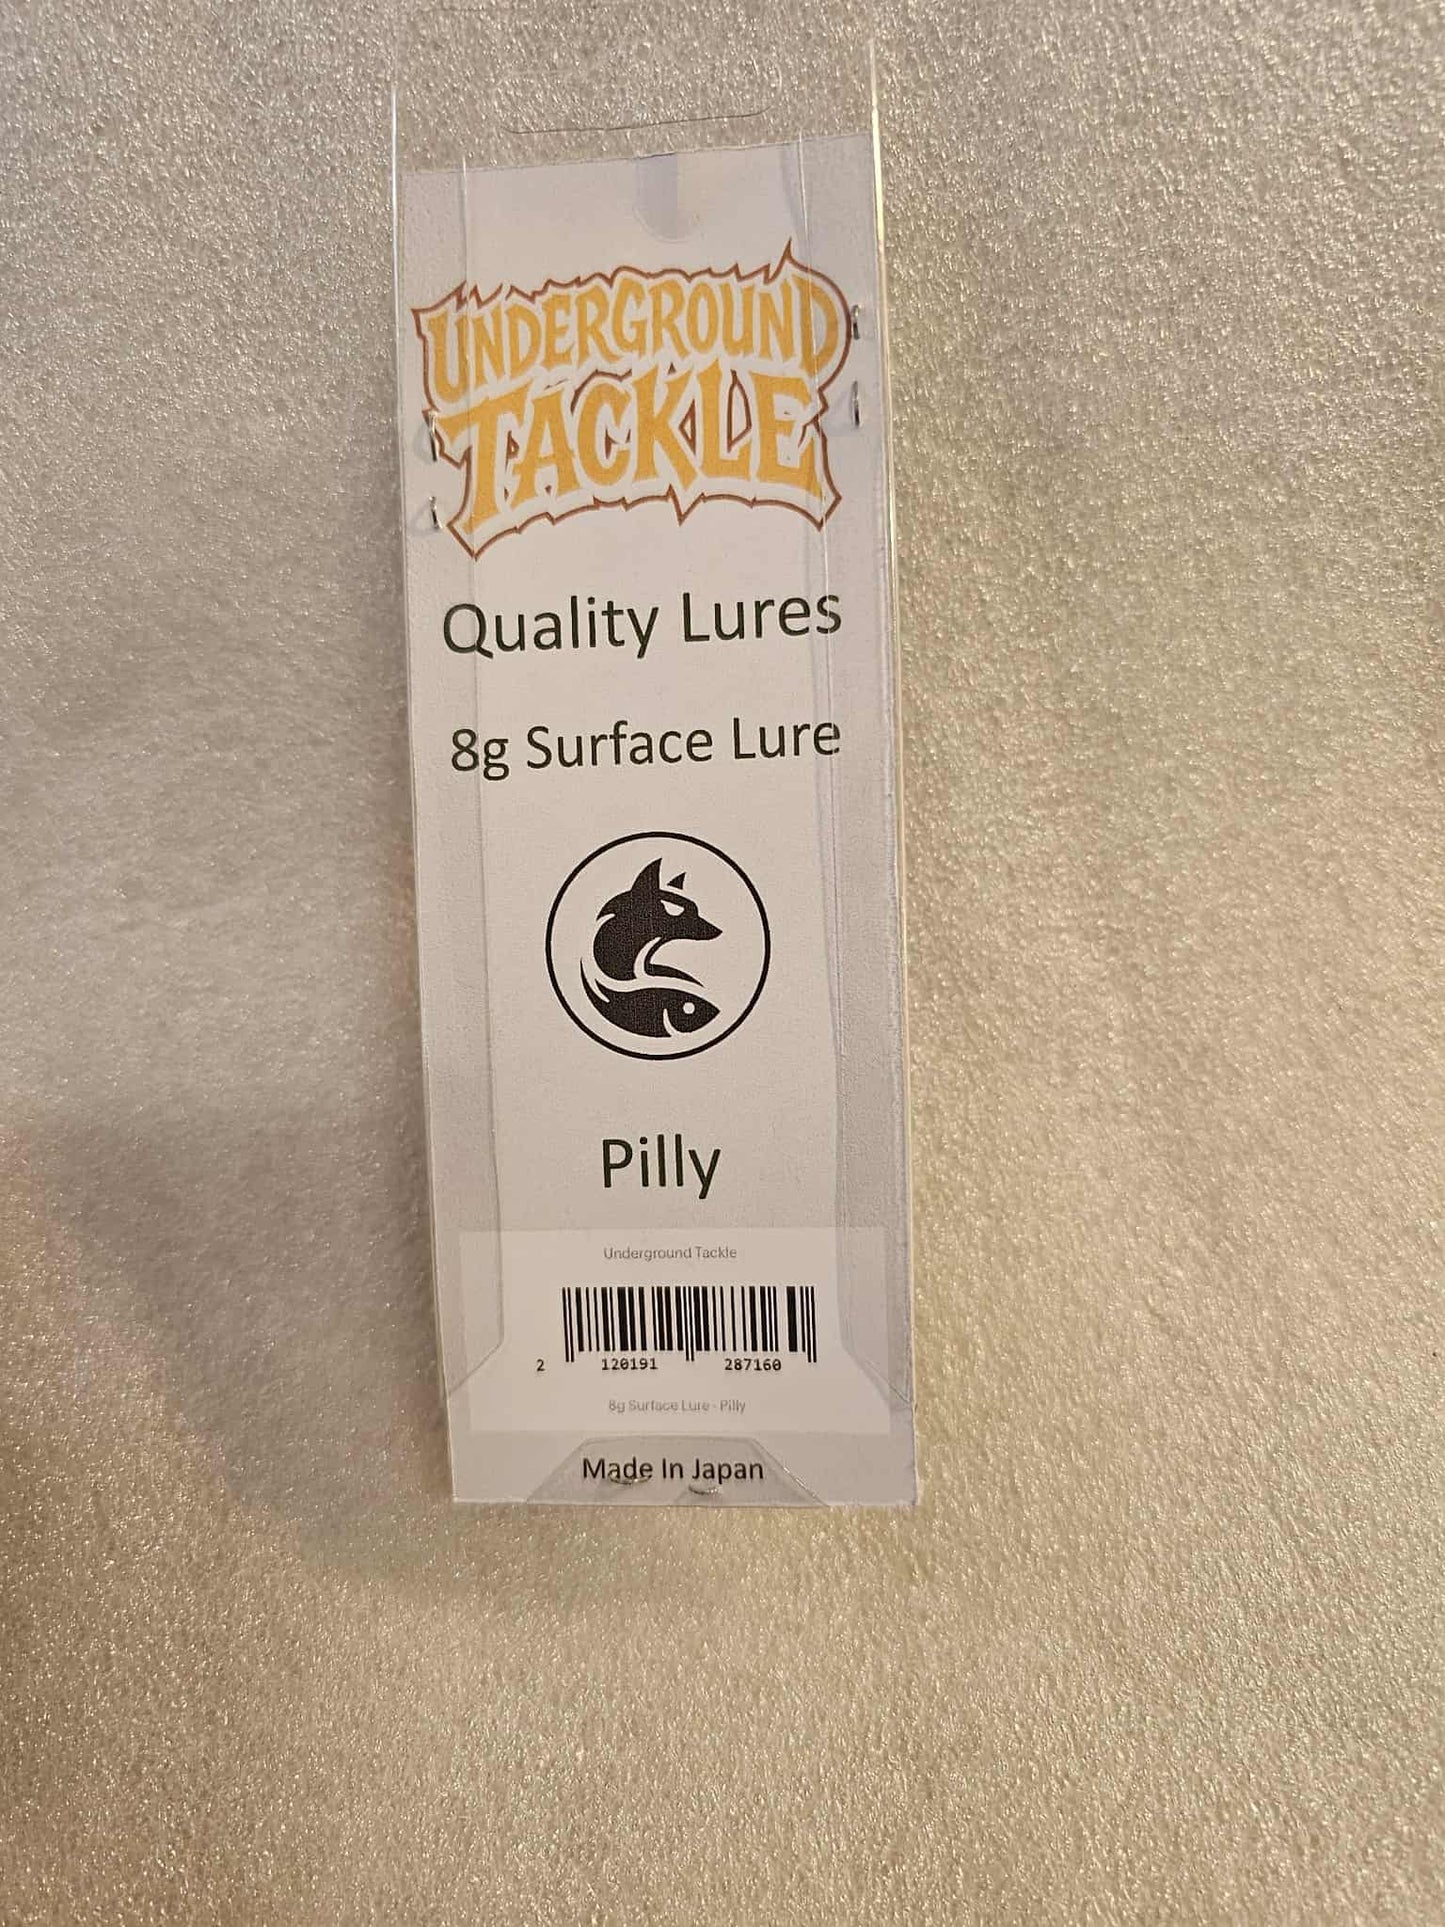 UNDERGROUND
TACKLE
Quality Lures
8g Surface Lure
Pilly
Underground Tackle
2 120191 287160
8g Surface Lure - Pilly
Made In Japan